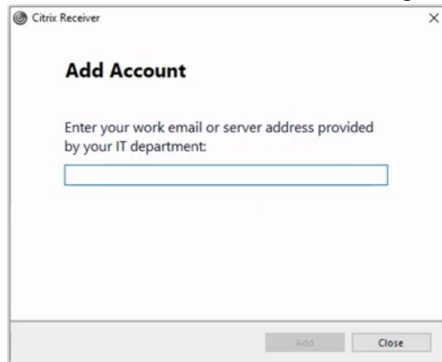 Citrix Receiver
Add Account
Enter your work email or server address provided
by your IT department:
Add
Close